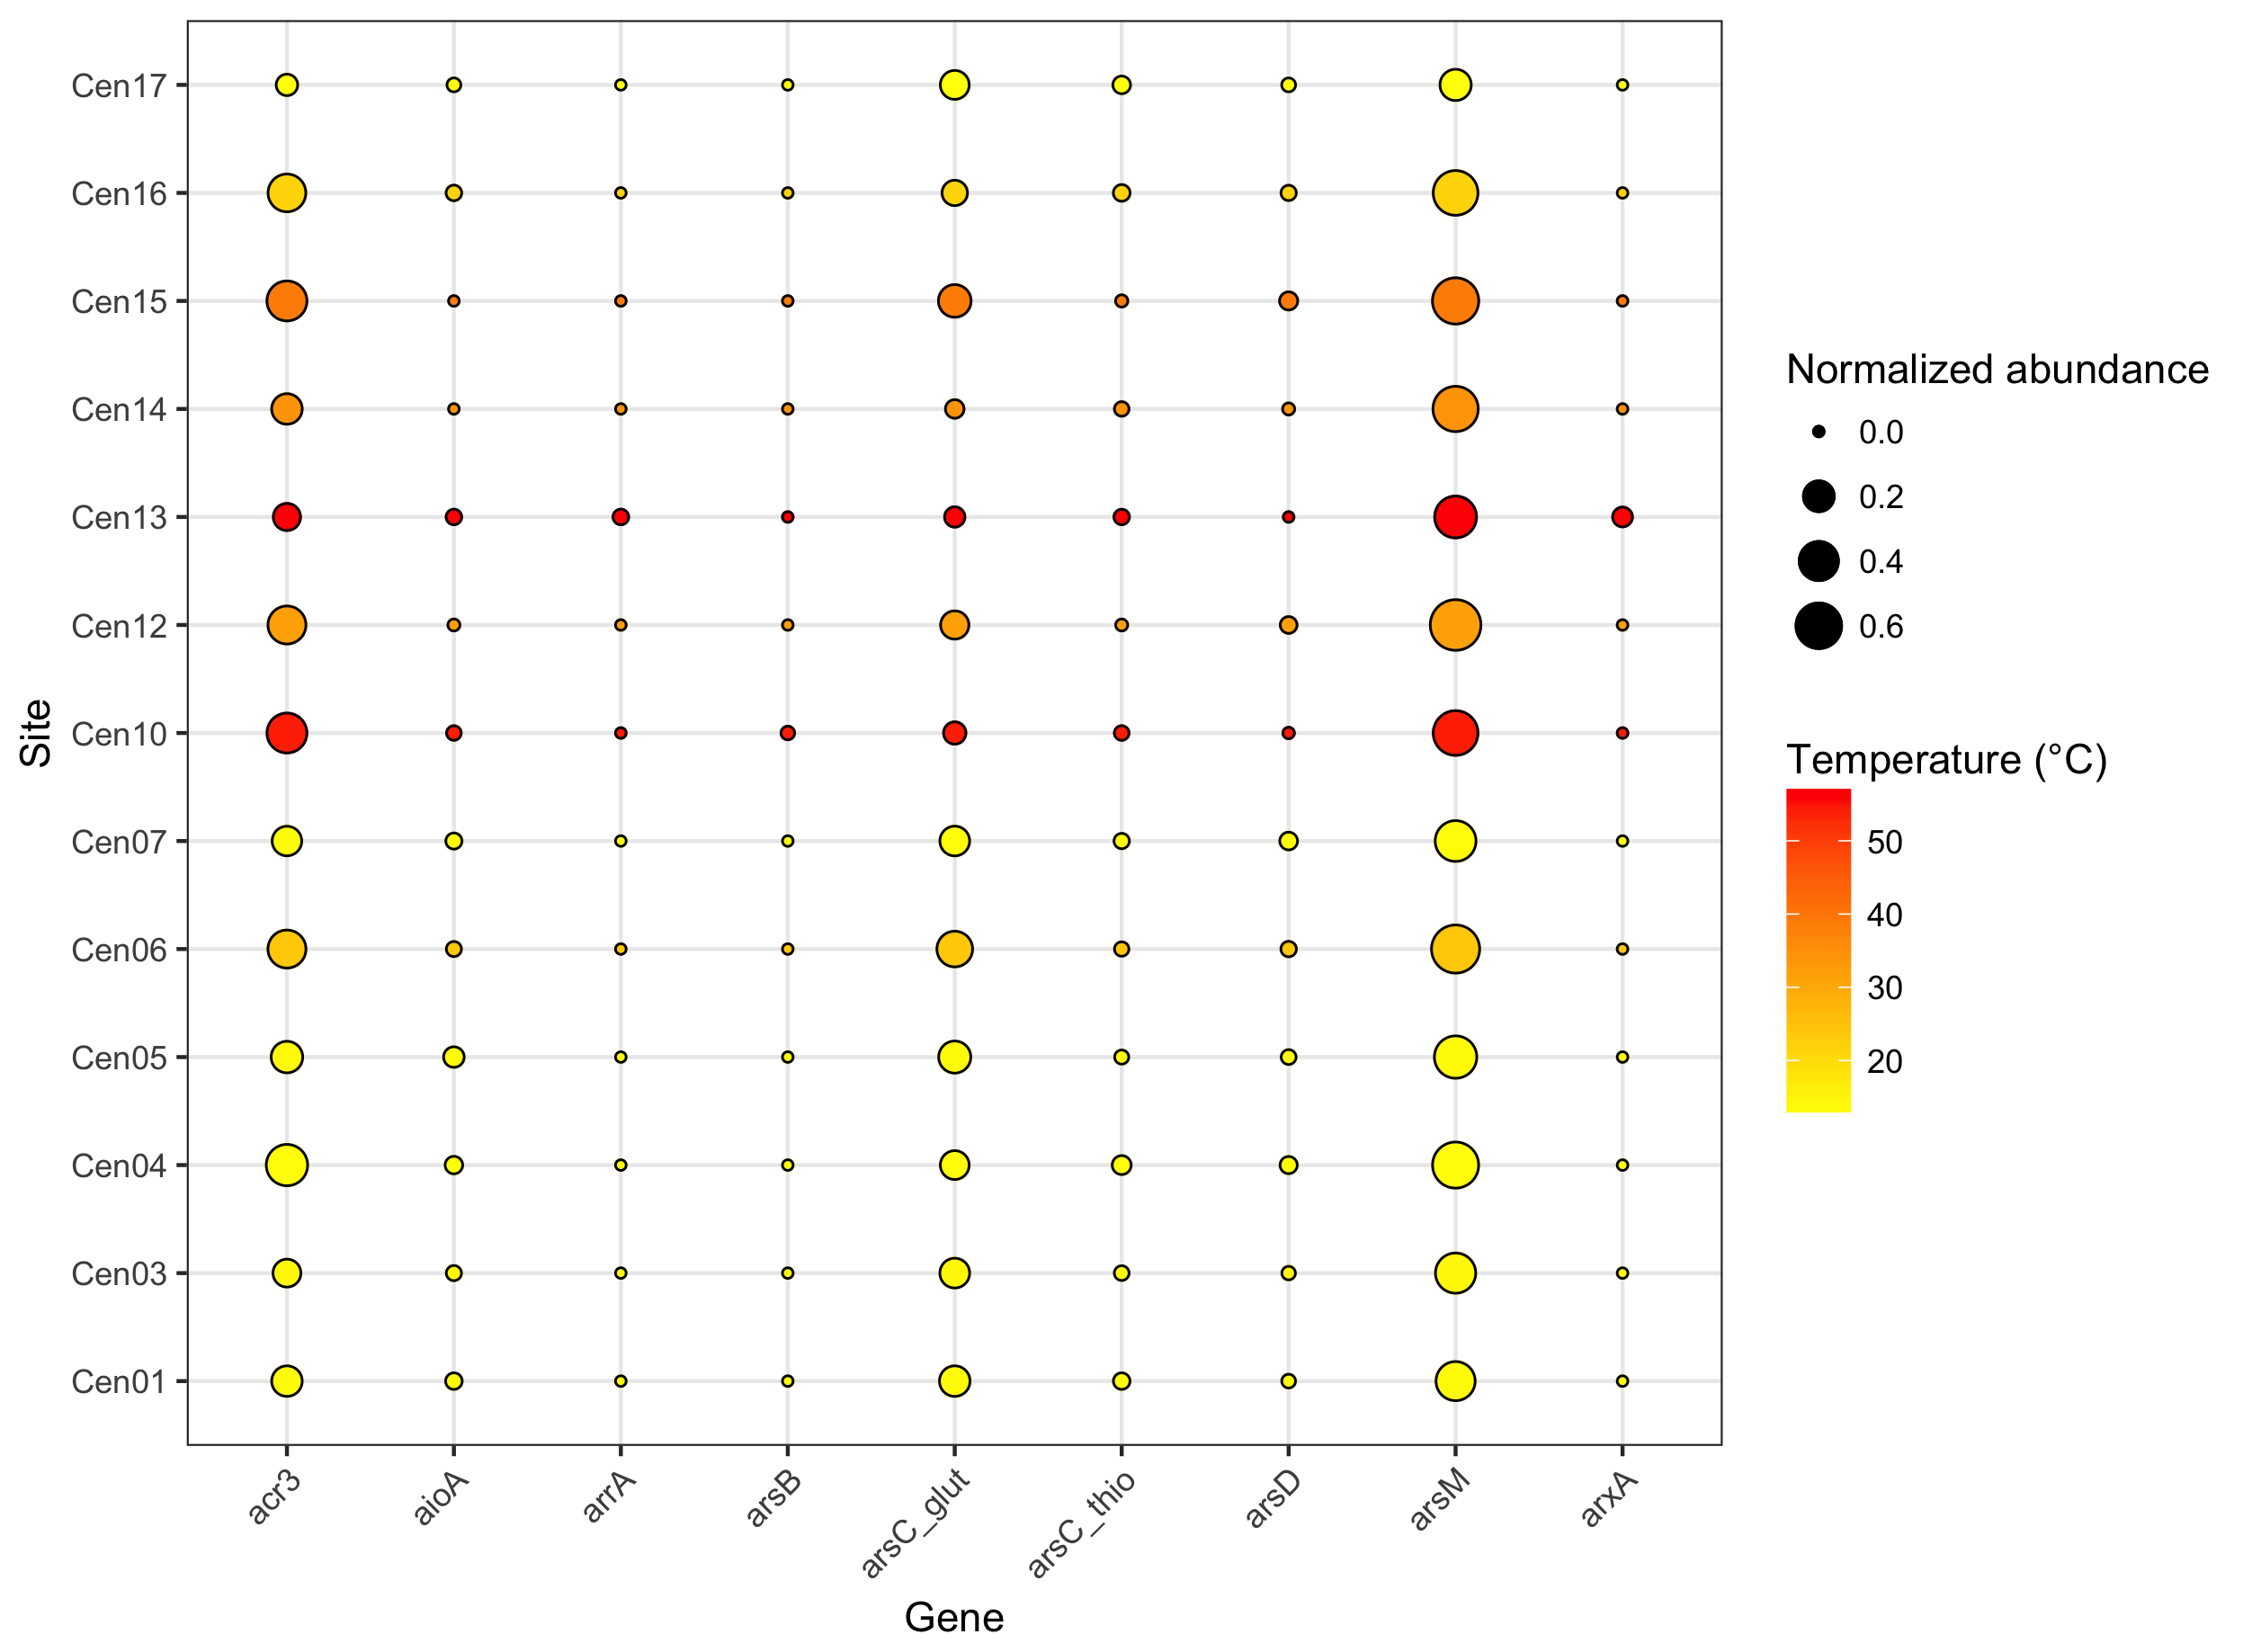 Site
Cen17
Cen16
Cen15
Cen14
Cen13
Cen12
Cen10
Cen07
Cen06
Cen05
Cen04
Cen03
Cen01
acr3
aioA
arrA
arsB
arsC_glut
arsC_thio
arsD
arsM
arxA
Gene
Normalized abundance
0.0
0.2
0.4
0.6
Temperature (°C)
50
40
30
20